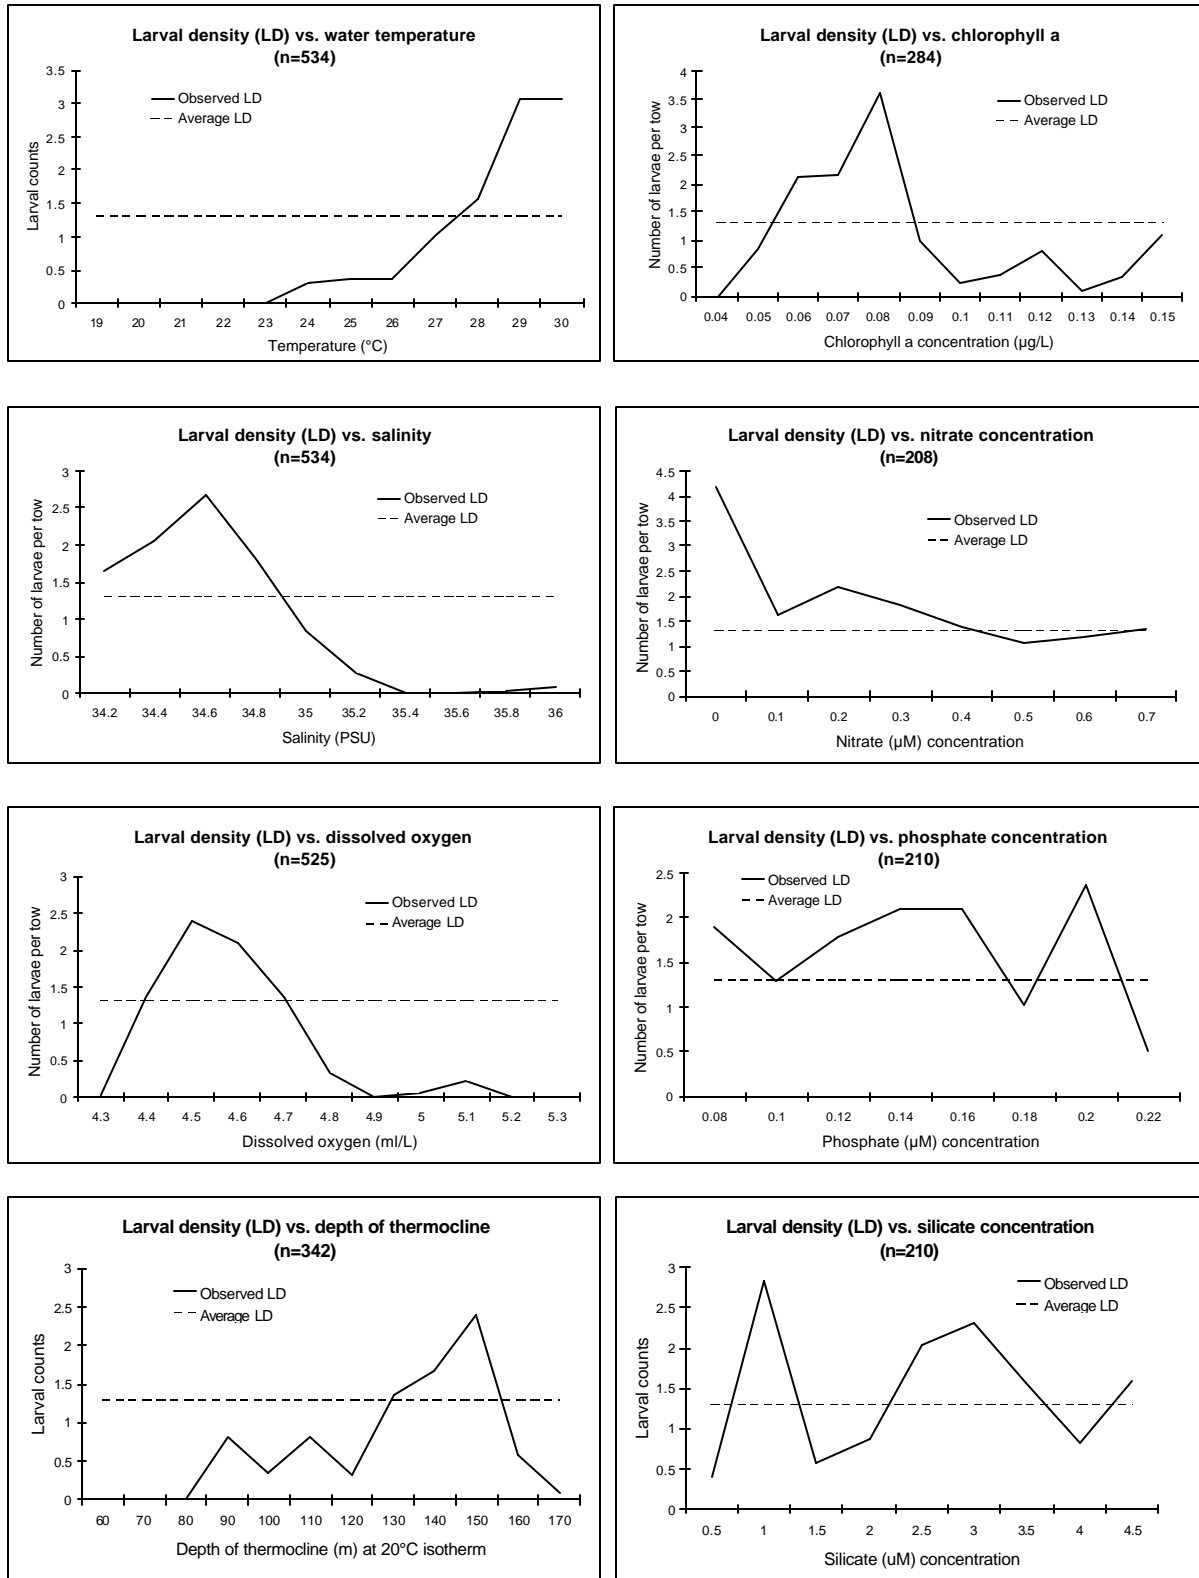 Larval density (LD) vs. water temperature
(n=534)
3.5
3
2.5
2
1.5
1
0.5
0
Larval counts
Observed LD
Average LD
19 20 21 22 23 24 25 26 27 28 29 30
Temperature (°C)
Larval density (LD) vs. chlorophyll a
(n=284)
4
3.5
3
2.5
2
1.5
1
0.5
0
Number of larvae per tow
Observed LD
Average LD
0.04 0.05 0.06 0.07 0.08 0.09 0.1 0.11 0.12 0.13 0.14 0.15
Chlorophyll a concentration (µg/L)
Larval density (LD) vs. salinity
(n=534)
3
2.5
2
1.5
1
0.5
0
Number of larvae per tow
Observed LD
Average LD
34.2 34.4 34.6 34.8 35 35.2 35.4 35.6 35.8 36
Salinity (PSU)
Larval density (LD) vs. nitrate concentration
(n=208)
4.5
4
3.5
3
2.5
2
1.5
1
0.5
0
Number of larvae per tow
Observed LD
Average LD
0 0.1 0.2 0.3 0.4 0.5 0.6 0.7
Nitrate (µM) concentration
Larval density (LD) vs. dissolved oxygen
(n=525)
3
2.5
2
1.5
1
0.5
0
Number of larvae per tow
Observed LD
Average LD
4.3 4.4 4.5 4.6 4.7 4.8 4.9 5 5.1 5.2 5.3
Dissolved oxygen (ml/L)
Larval density (LD) vs. phosphate concentration
(n=210)
2.5
2
1.5
1
0.5
0
Number of larvae per tow
Observed LD
Average LD
0.08 0.1 0.12 0.14 0.16 0.18 0.2 0.22
Phosphate (µM) concentration
Larval density (LD) vs. depth of thermocline
(n=342)
3
2.5
2
1.5
1
0.5
0
Larval counts
Observed LD
Average LD
60 70 80 90 100 110 120 130 140 150 160 170
Depth of thermocline (m) at 20°C isotherm
Larval density (LD) vs. silicate concentration
(n=210)
3
2.5
2
1.5
1
0.5
0
Larval counts
Observed LD
Average LD
0.5 1 1.5 2 2.5 3 3.5 4 4.5
Silicate (uM) concentration